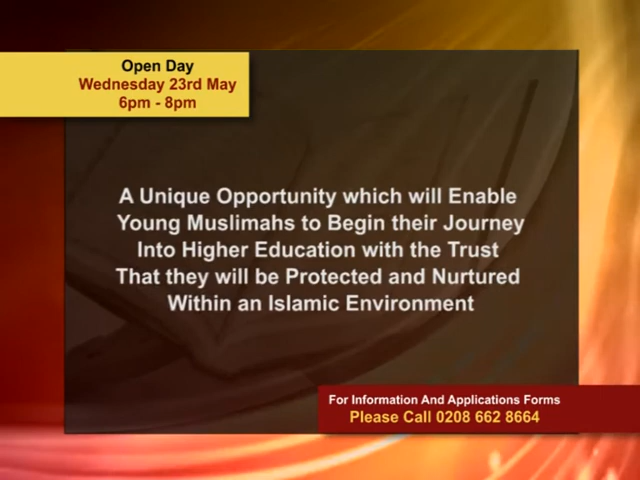 Open Day
Wednesday 23rd May
6pm - 8pm
A Unique Opportunity which will Enable
Young Muslimahs to Begin their Journey
Into Higher Education with the Trust
That they will be Protected and Nurtured
Within an Islamic Environment
For Information And Applications Forms
Please Call 0208 662 8664